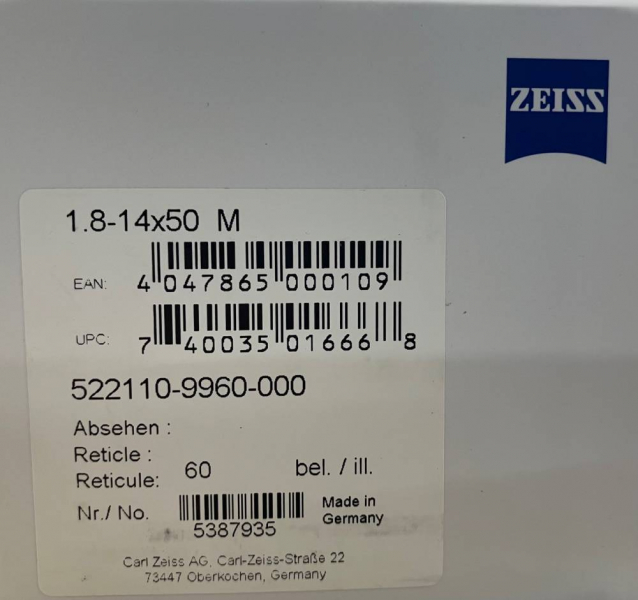 ZEISS
1.8-14x50 M
EAN: 4 047865 000109
UPC: 7 40035 01666 8
522110-9960-000
Absehen :
Reticle :
Reticule: 60 bel. / ill.
Nr./ No. 5387935 Made in
Germany
Carl Zeiss AG, Carl-Zeiss-Straße 22
73447 Oberkochen, Germany